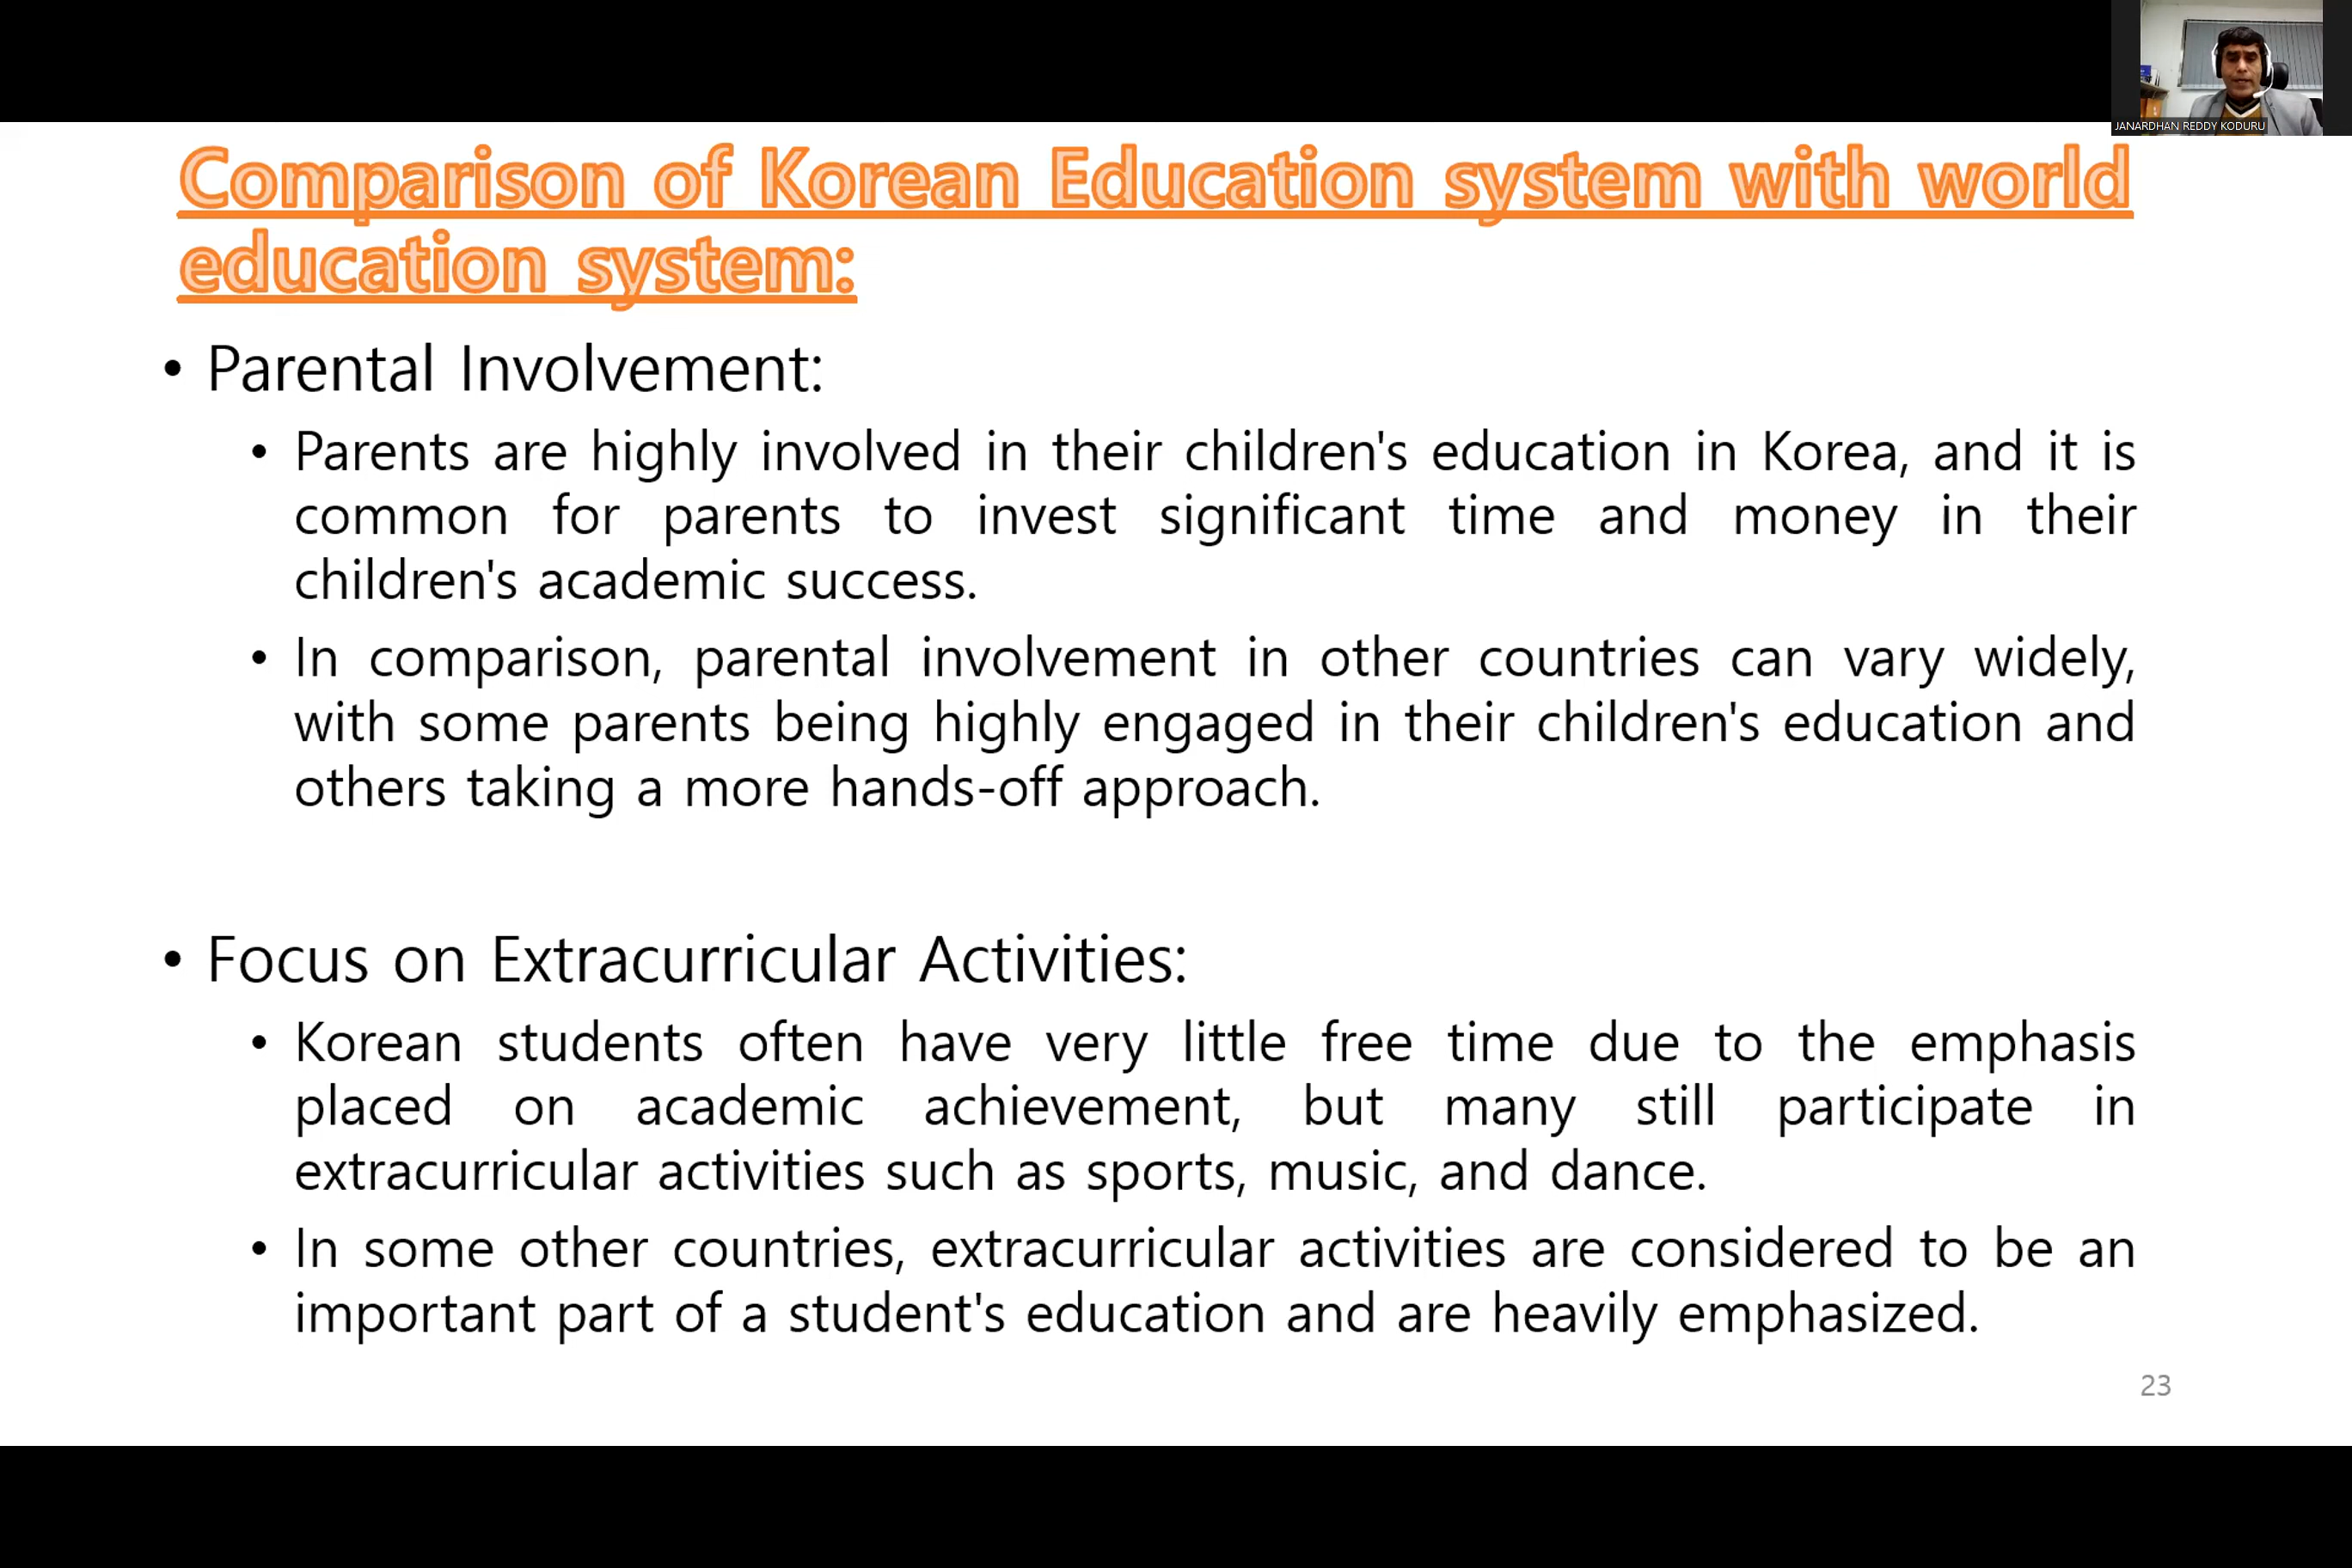 JANARDHAN REDDY KODURU
Comparison of Korean Education system with world
education system:
• Parental Involvement:
• Parents are highly involved in their children's education in Korea, and it is
common for parents to invest significant time and money in their
children's academic success.
• In comparison, parental involvement in other countries can vary widely,
with some parents being highly engaged in their children's education and
others taking a more hands-off approach.
• Focus on Extracurricular Activities:
• Korean students often have very little free time due to the emphasis
placed on academic achievement, but many still participate in
extracurricular activities such as sports, music, and dance.
• In some other countries, extracurricular activities are considered to be an
important part of a student's education and are heavily emphasized.
23